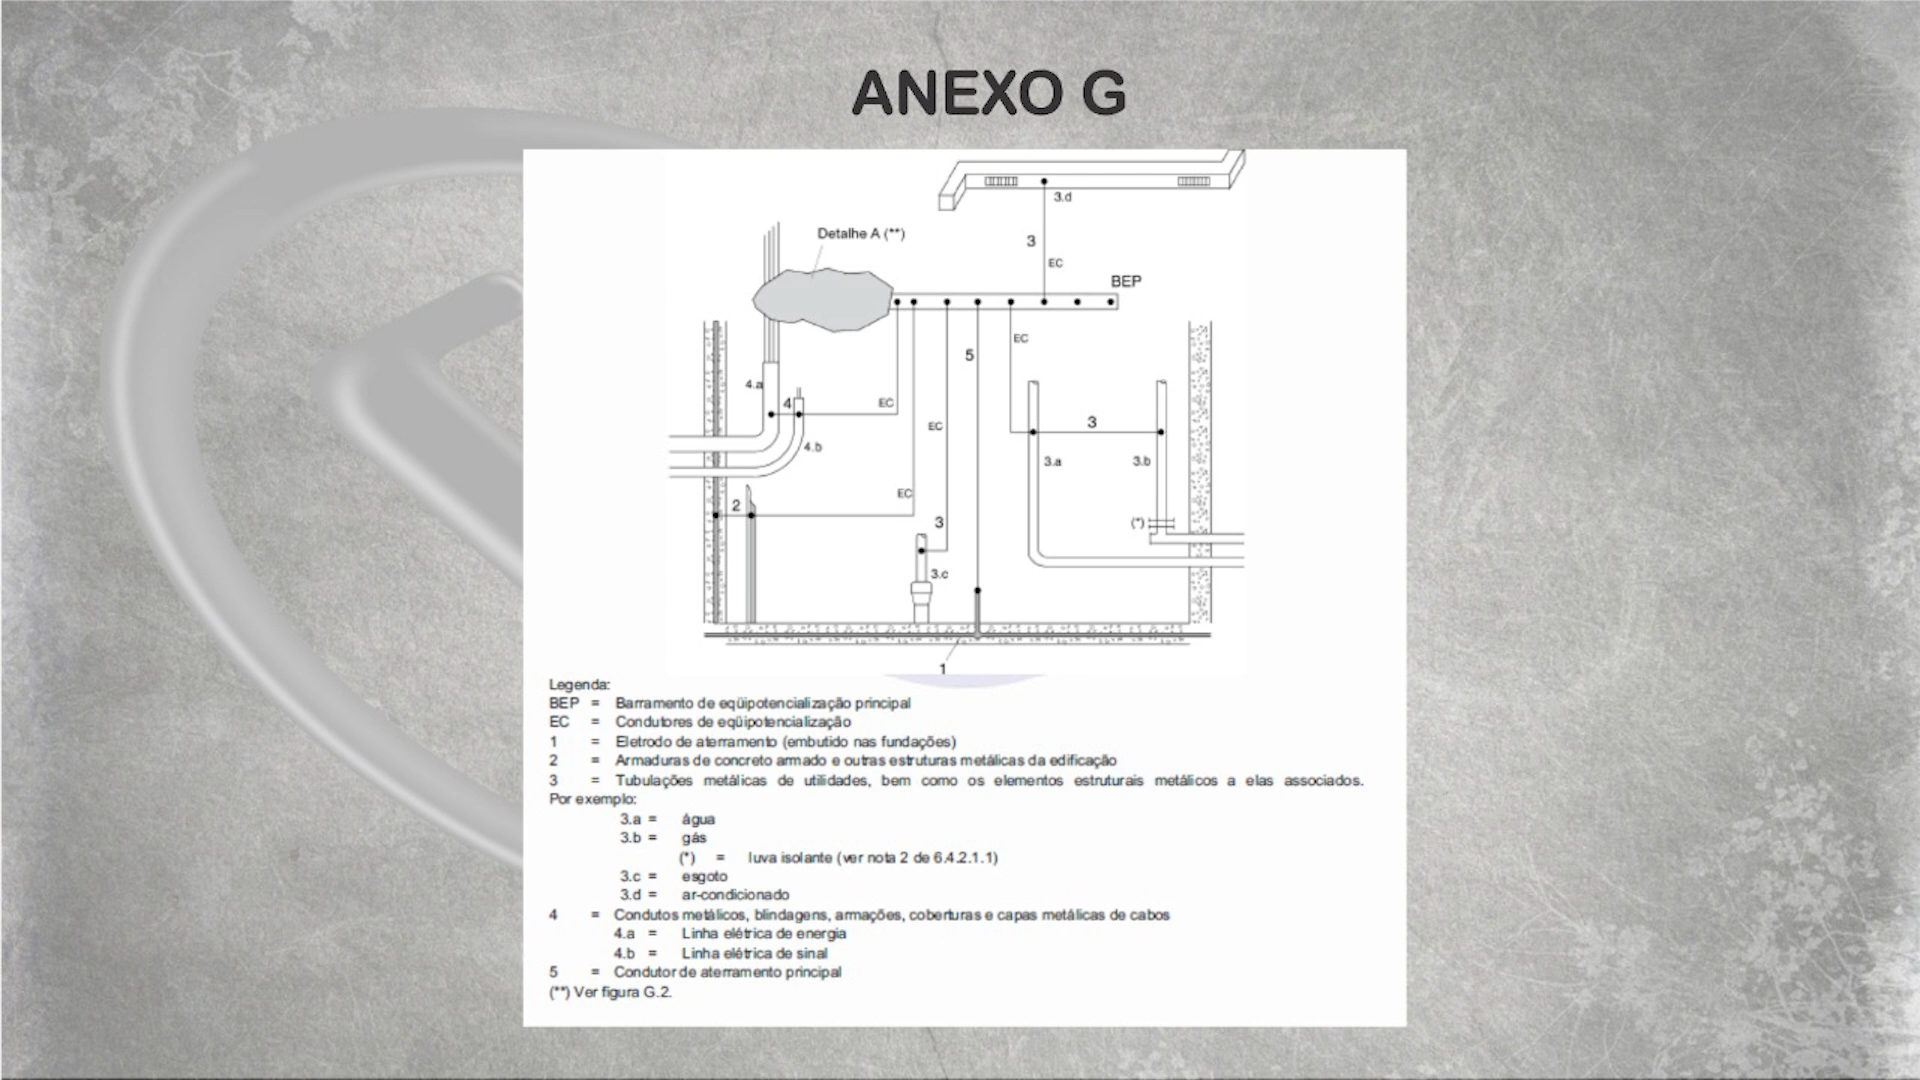 ANEXO G
3.d
Detalhe A (**)
3
EC
BEP
EC
5
4.a
4
EC
3
EC
4.b
3.a
3.b
EC
2
3
(*)
3.c
1
Legenda:
BEP = Barramento de eqüipotencialização principal
EC = Condutores de eqüipotencialização
1 = Eletrodo de aterramento (embutido nas fundações)
2 = Armaduras de concreto armado e outras estruturas metálicas da edificação
3 = Tubulações metálicas de utilidades, bem como os elementos estruturais metálicos a elas associados.
Por exemplo:
3.a = água
3.b = gás
(*) = luva isolante (ver nota 2 de 6.4.2.1.1)
3.c = esgoto
3.d = ar-condicionado
4 = Condutos metálicos, blindagens, armações, coberturas e capas metálicas de cabos
4.a = Linha elétrica de energia
4.b = Linha elétrica de sinal
5 = Condutor de aterramento principal
(**) Ver figura G.2.